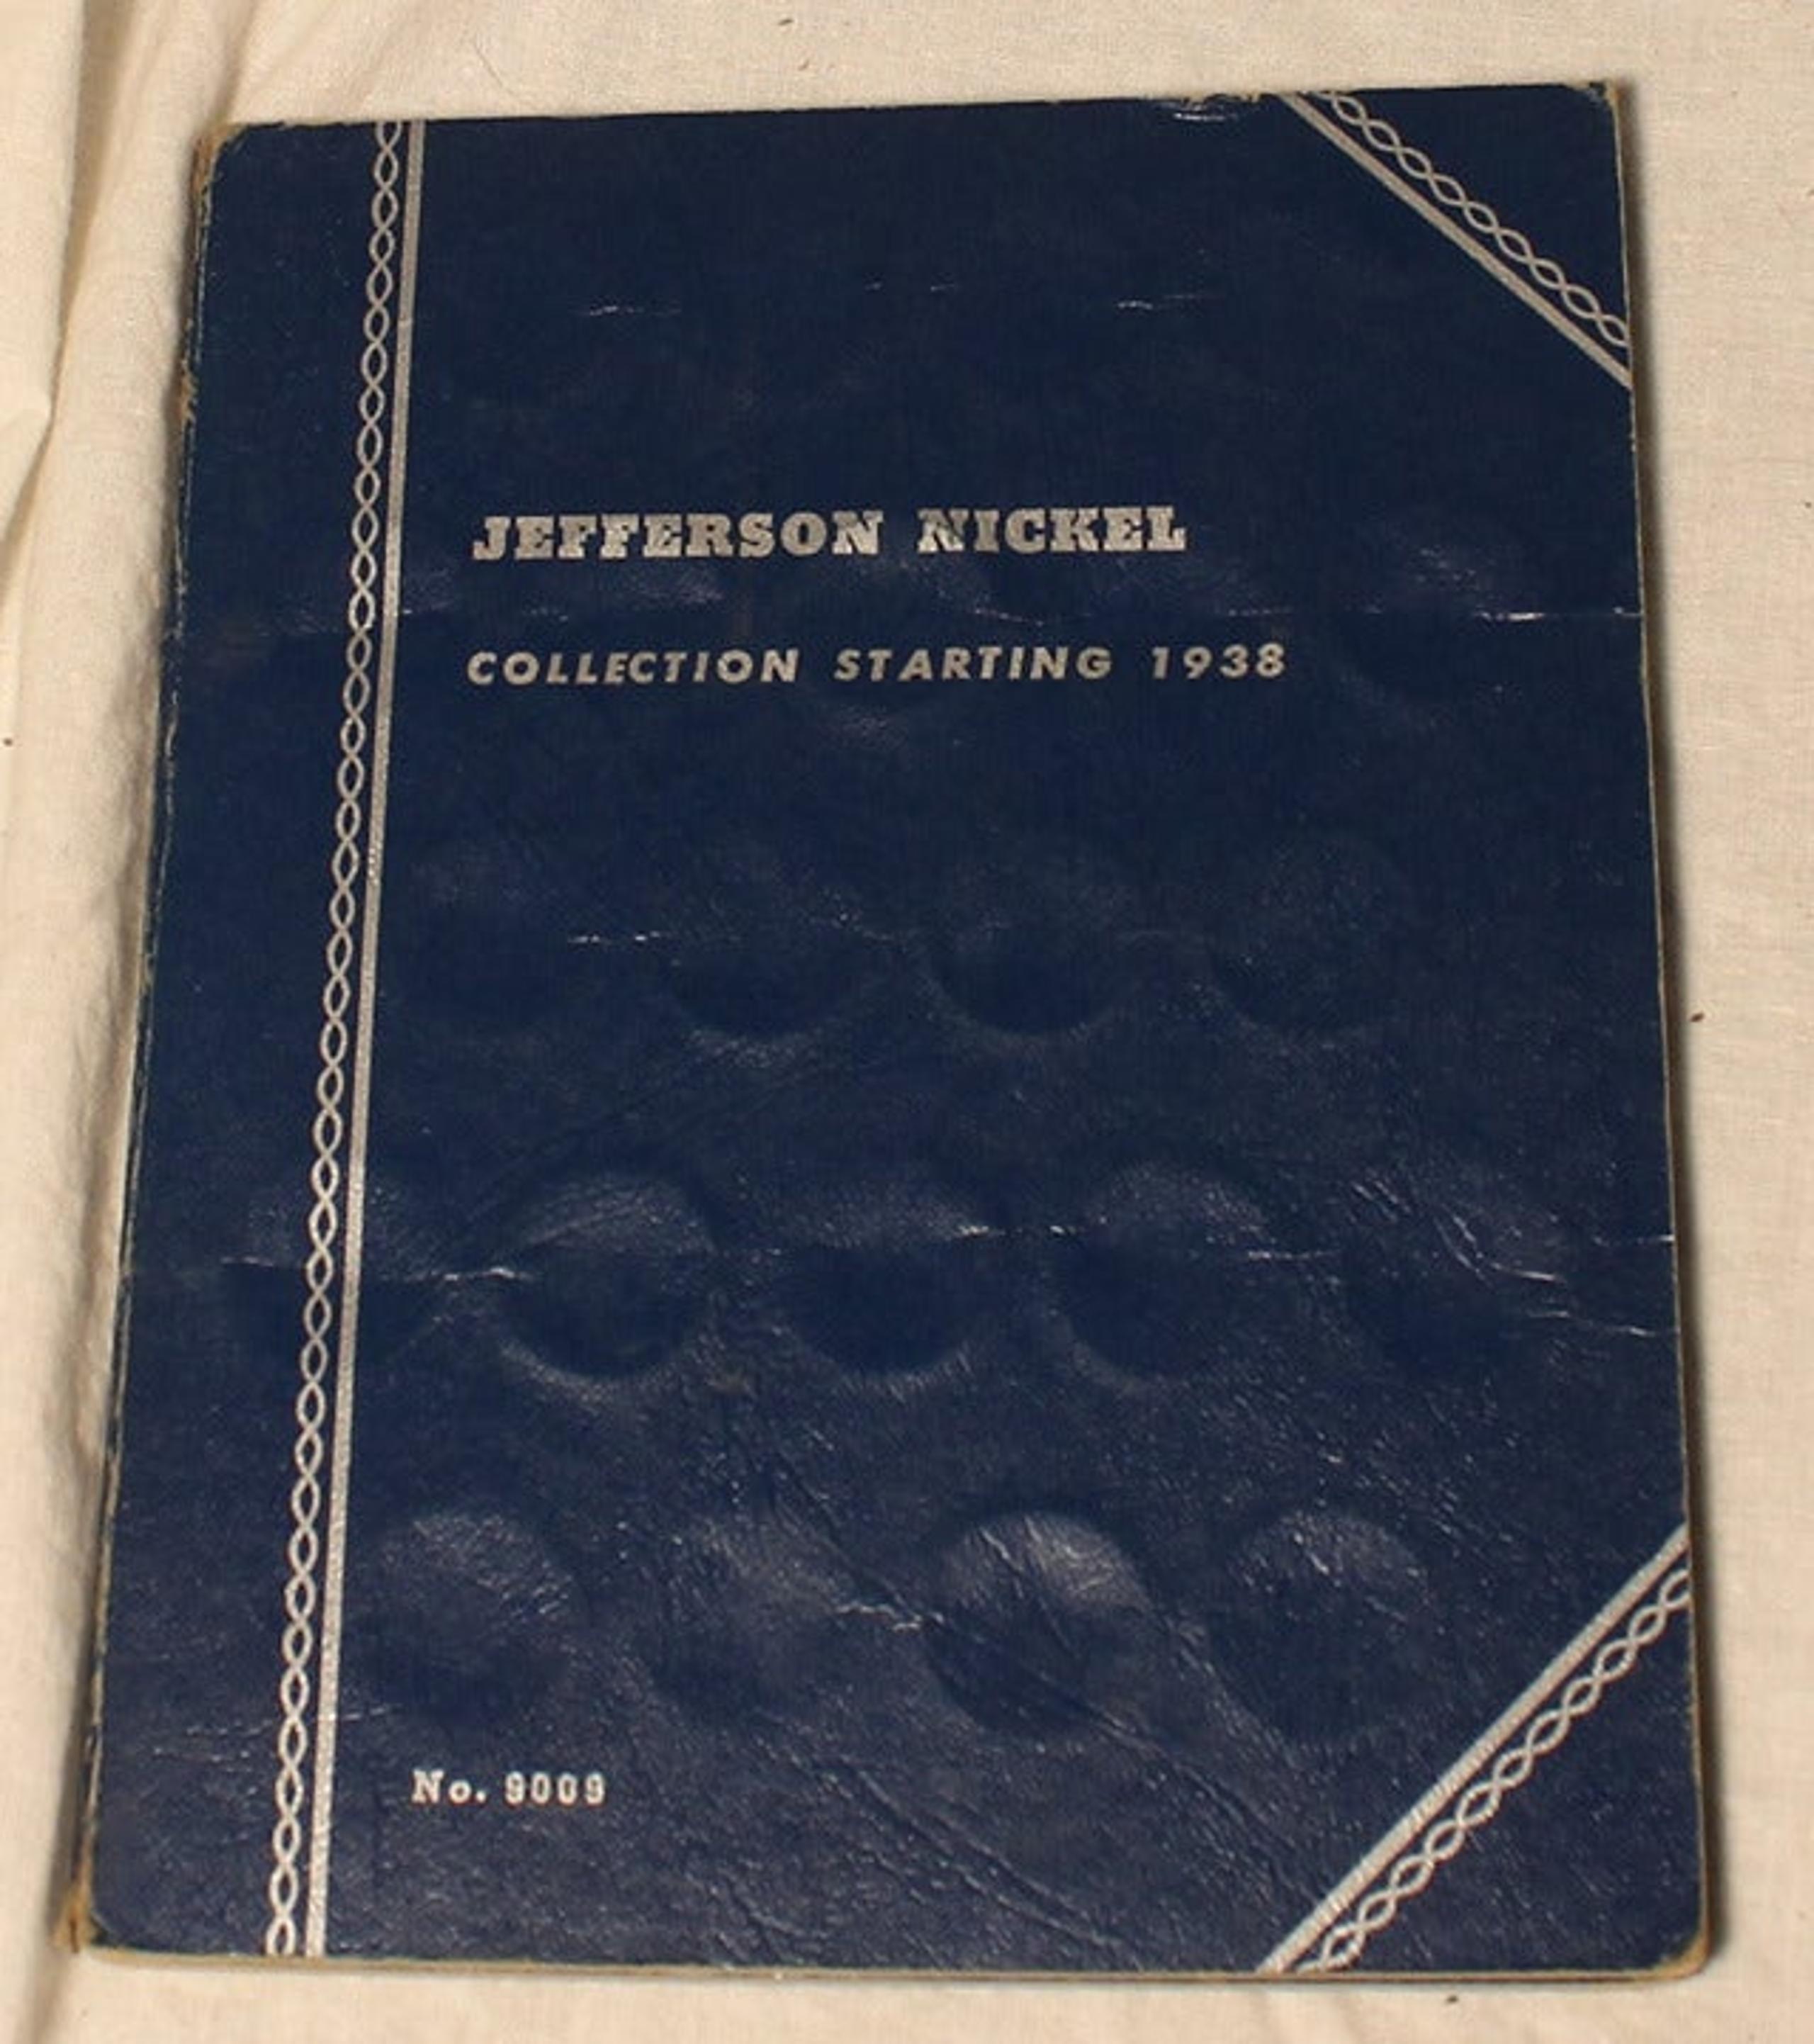 JEFFERSON NICKEL
COLLECTION STARTING 1938
No. 9009